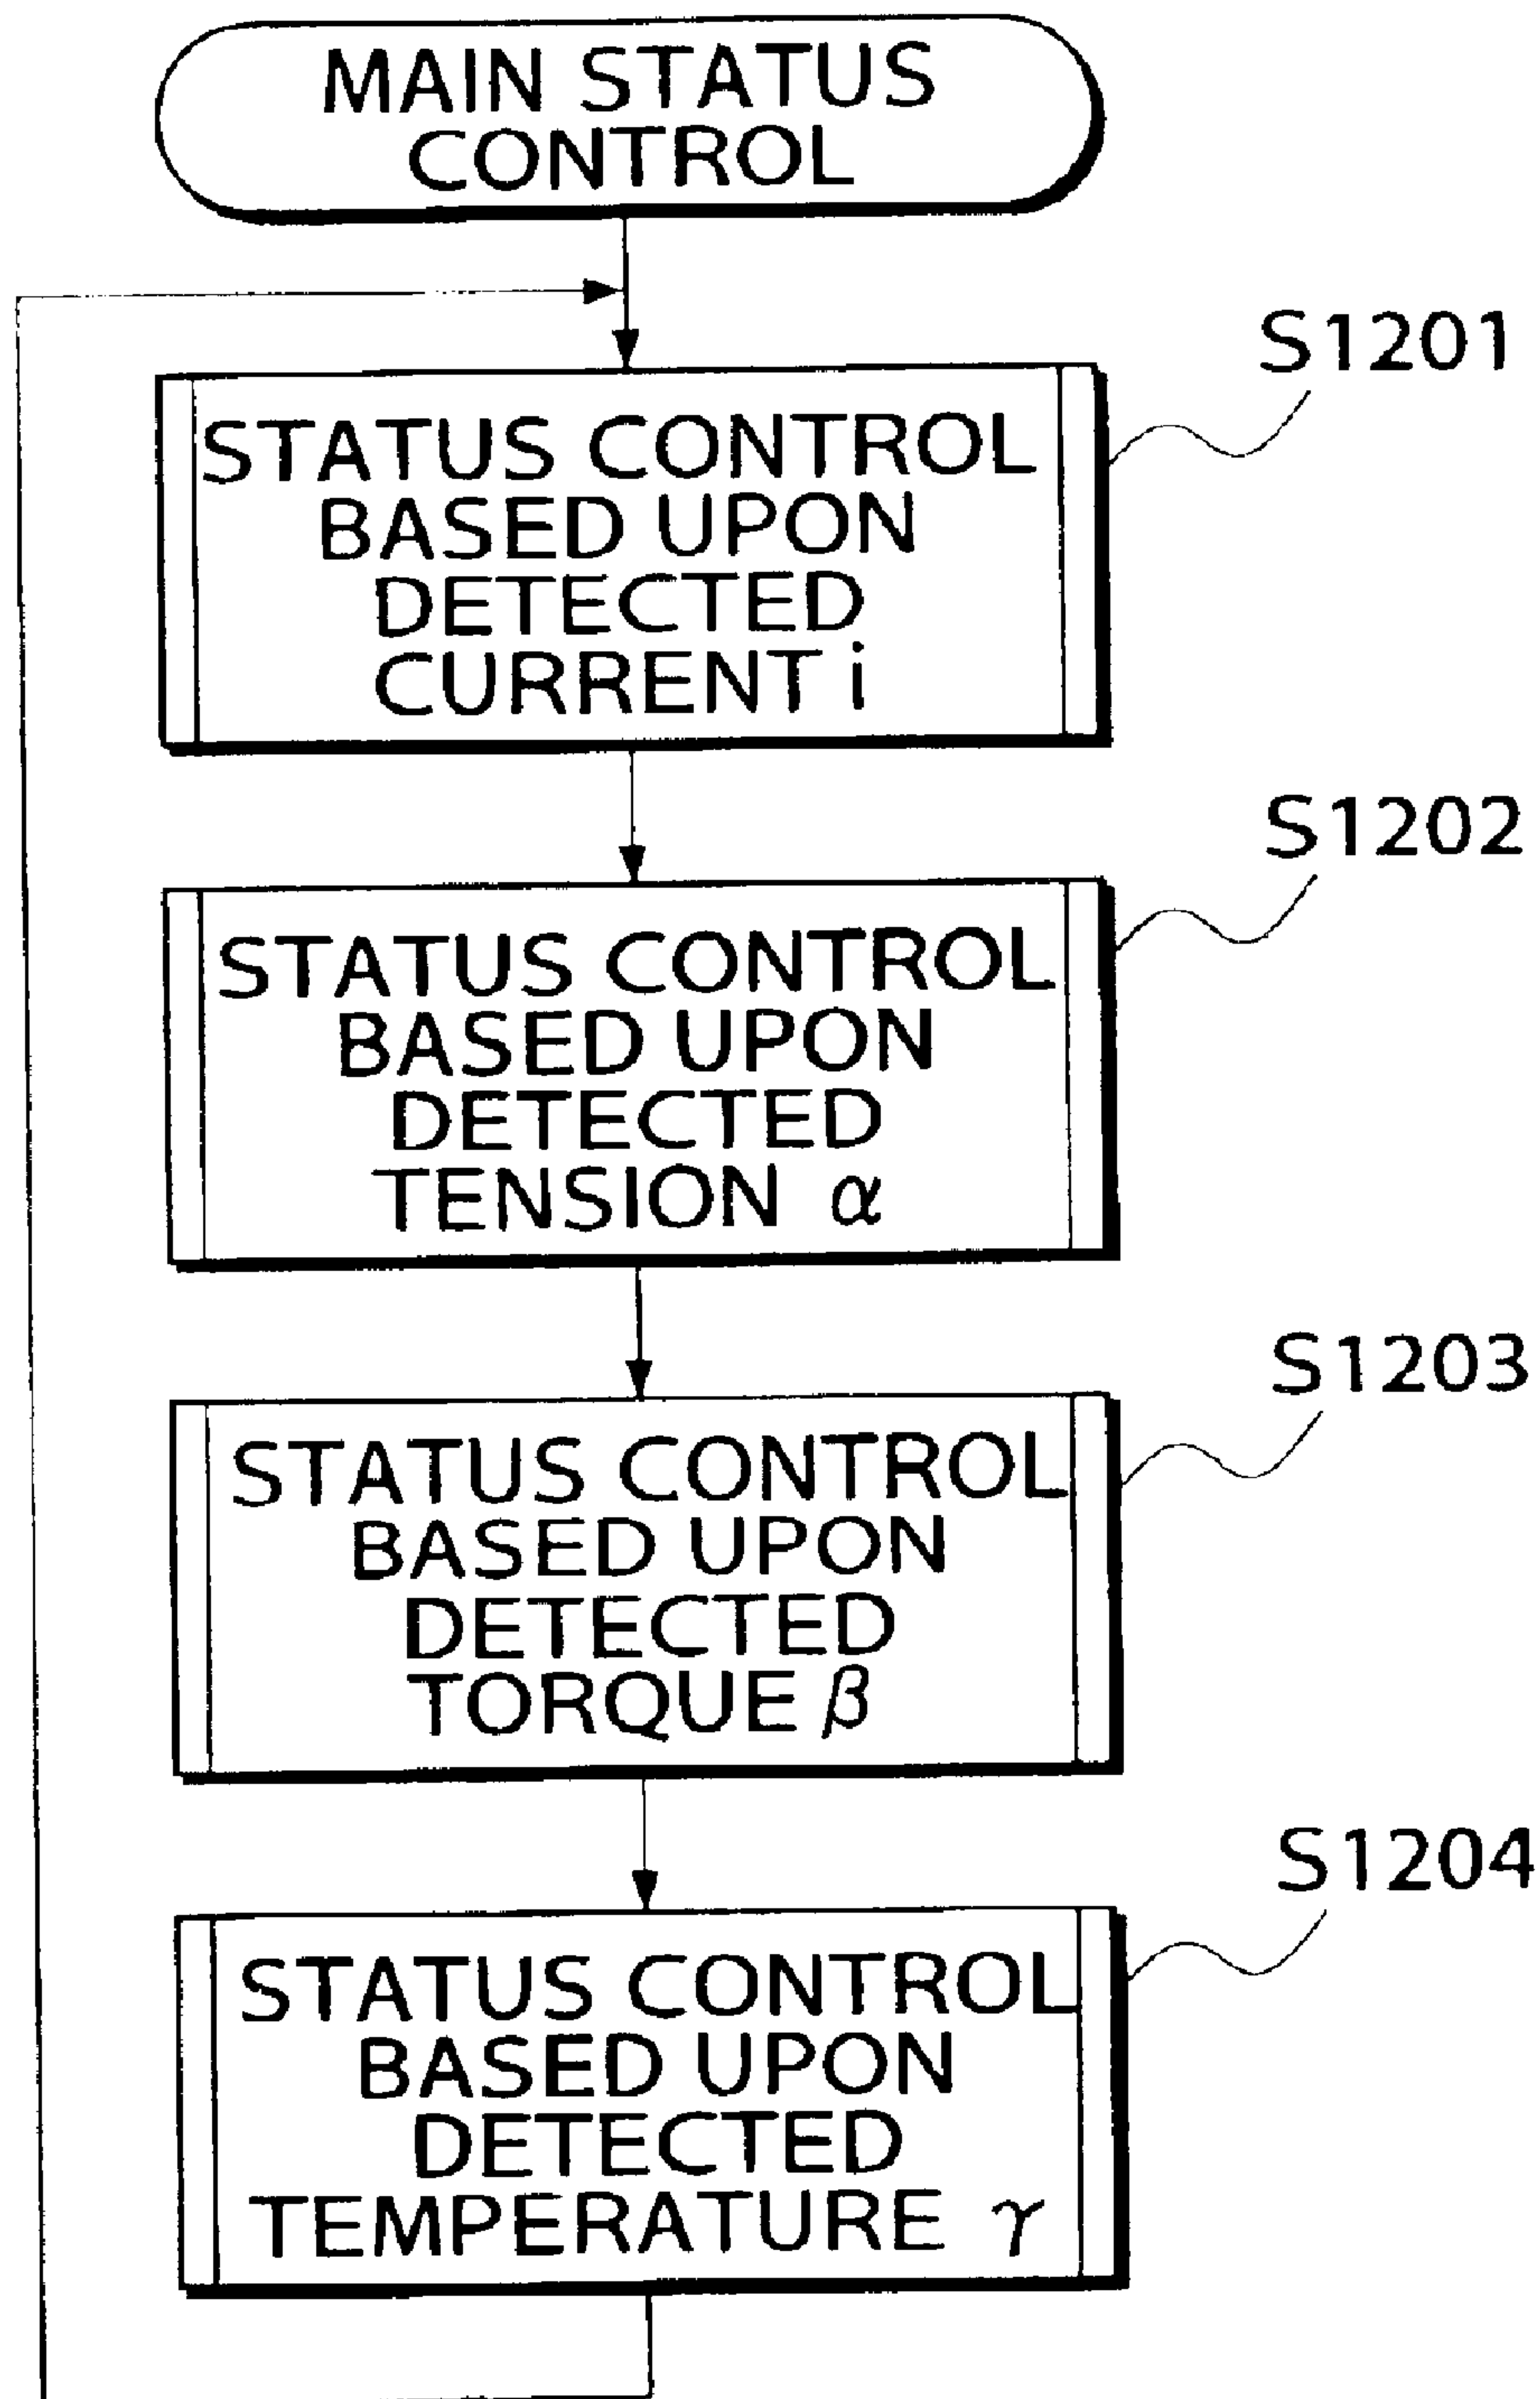 MAIN STATUS
CONTROL
S1201
STATUS CONTROL
BASED UPON
DETECTED
CURRENT i
S1202
STATUS CONTROL
BASED UPON
DETECTED
TENSION α
S1203
STATUS CONTROL
BASED UPON
DETECTED
TORQUE β
S1204
STATUS CONTROL
BASED UPON
DETECTED
TEMPERATURE γ